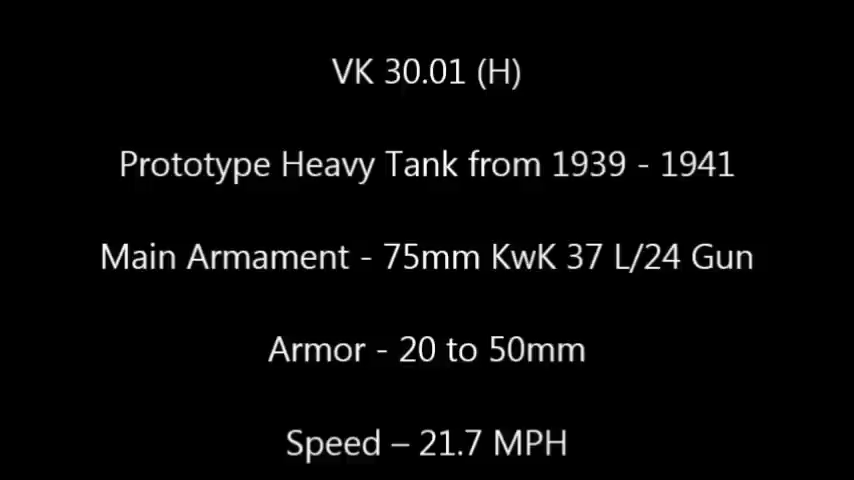 VK 30.01 (H)
Prototype Heavy Tank from 1939 - 1941
Main Armament - 75mm KwK 37 L/24 Gun
Armor - 20 to 50mm
Speed – 21.7 MPH